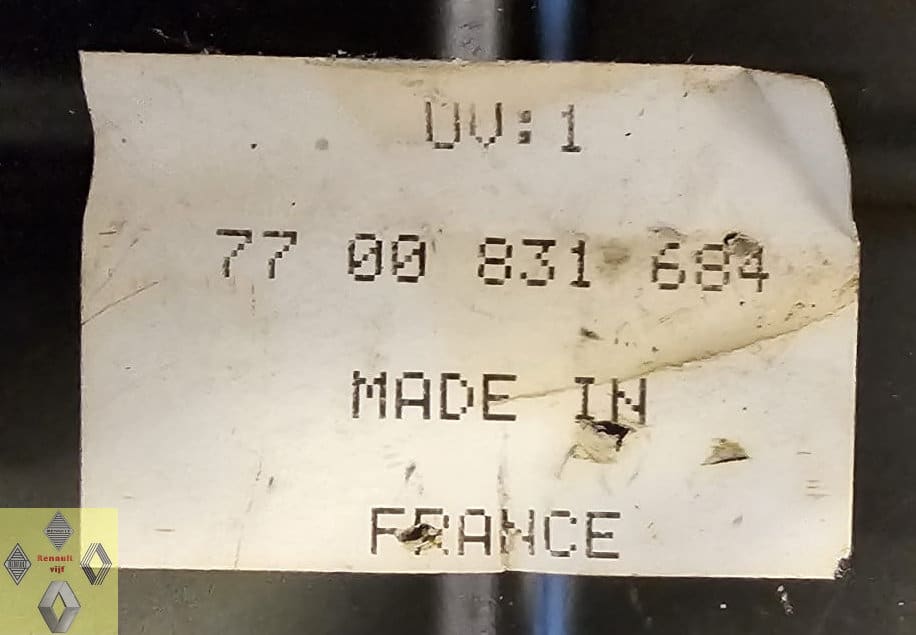 UV:1
77 00 831 684
MADE IN
FRANCE
Renault
vijf